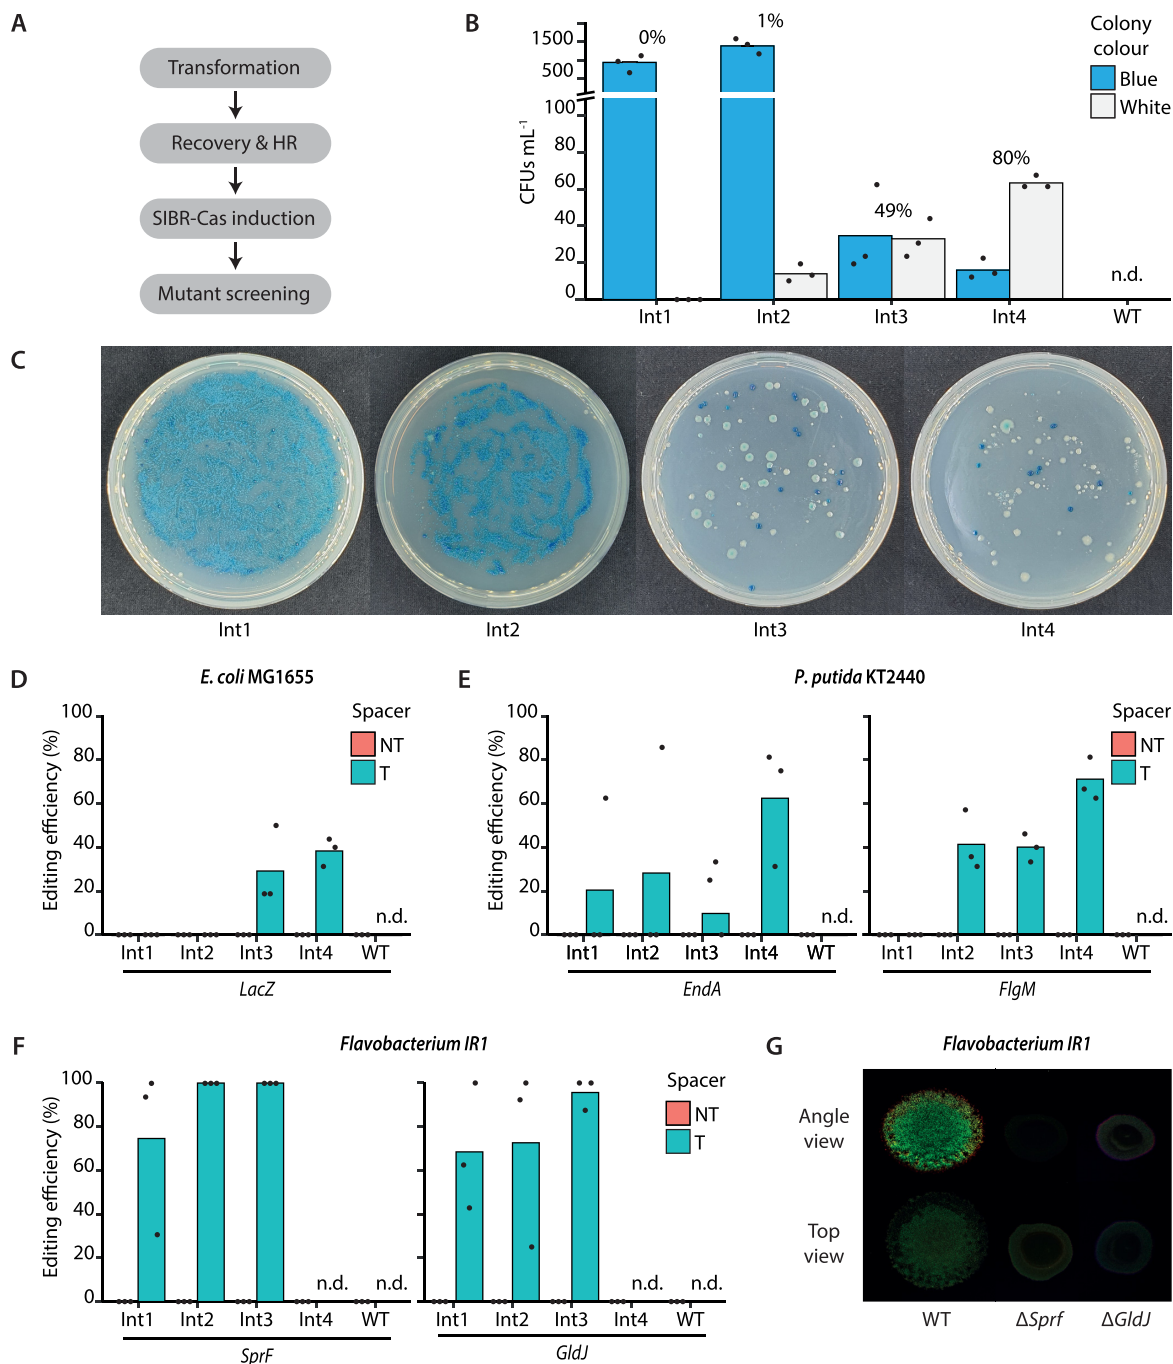 A
Transformation
Recovery & HR
SIBR-Cas induction
Mutant screening
B
CFUs mL-1
1500
500
100
80
60
40
20
0
0%
1%
49%
80%
n.d.
Int1 Int2 Int3 Int4 WT
Colony
colour
Blue
White
C
Int1 Int2 Int3 Int4
D
E. coli MG1655
Editing efficiency (%)
100
80
60
40
20
0
Spacer
NT
T
n.d.
Int1 Int2 Int3 Int4 WT
LacZ
E
P. putida KT2440
Editing efficiency (%)
100
80
60
40
20
0
n.d.
Int1 Int2 Int3 Int4 WT
EndA
Spacer
NT
T
n.d.
Int1 Int2 Int3 Int4 WT
FlgM
F
Flavobacterium IR1
Editing efficiency (%)
100
80
60
40
20
0
n.d. n.d.
Int1 Int2 Int3 Int4 WT
SprF
Spacer
NT
T
n.d. n.d.
Int1 Int2 Int3 Int4 WT
GldJ
G
Flavobacterium IR1
Angle
view
Top
view
WT ΔSprf ΔGldJ